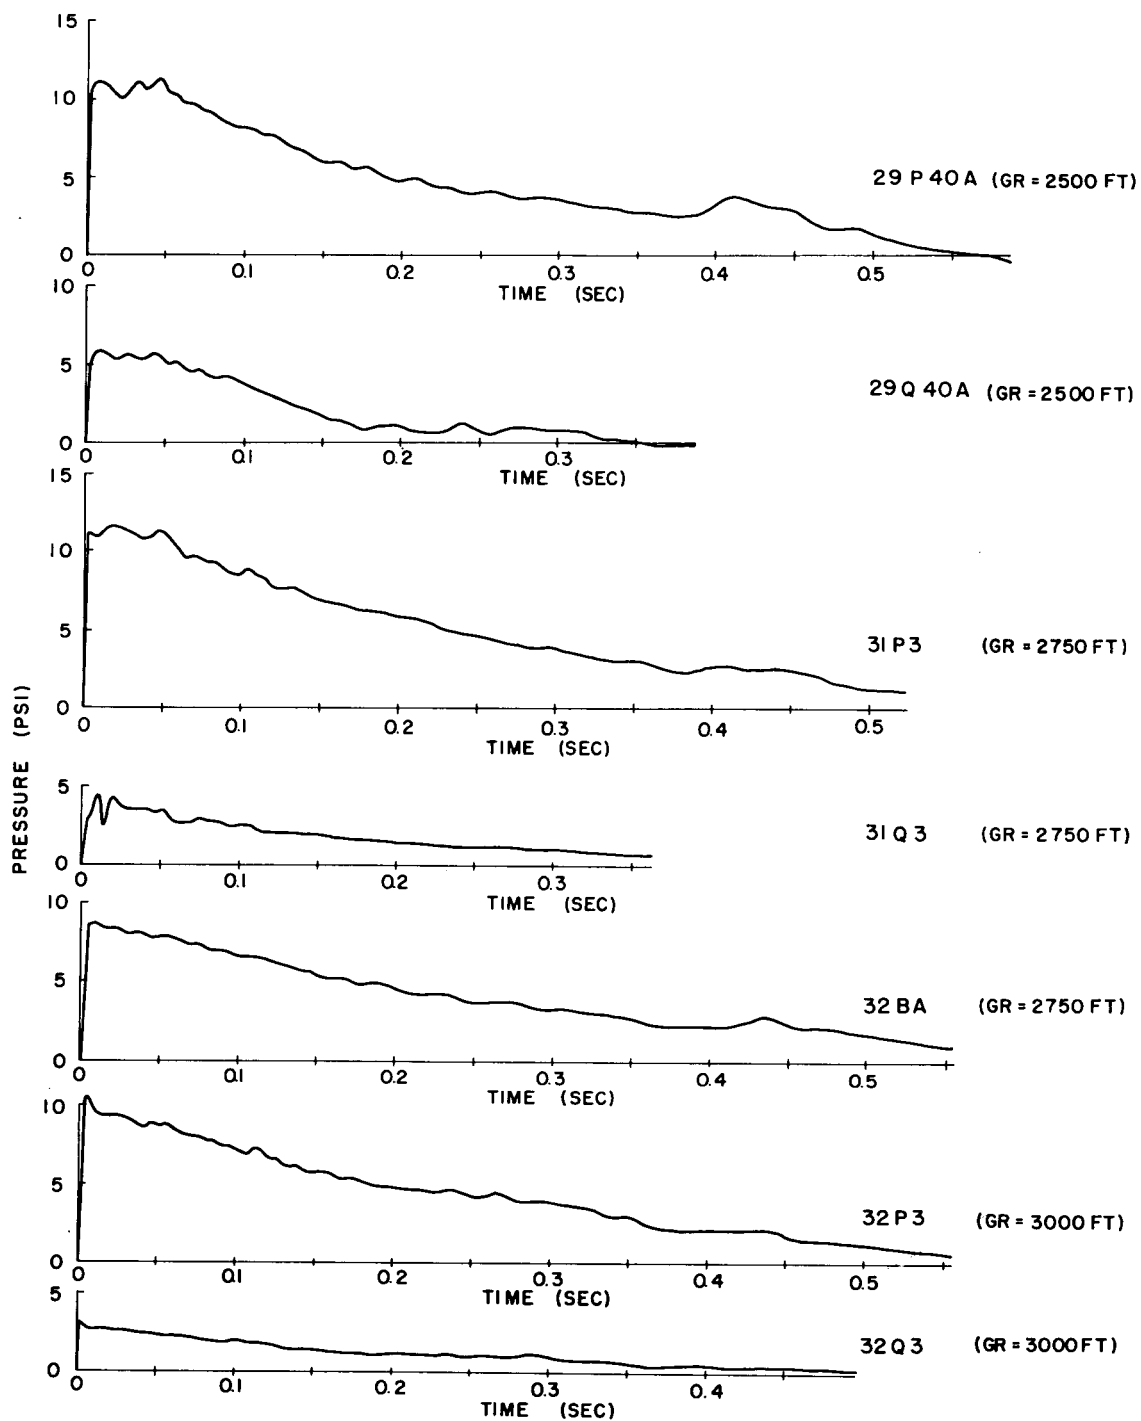 PRESSURE (PSI)
15
10
5
0
29 P 40 A (GR = 2500 FT)
0 0.1 0.2 0.3 0.4 0.5
TIME (SEC)
10
5
0
29 Q 40 A (GR = 2500 FT)
0 0.1 0.2 0.3
TIME (SEC)
15
10
5
0
31 P3 (GR = 2750 FT)
0 0.1 0.2 0.3 0.4 0.5
TIME (SEC)
5
0
31 Q 3 (GR = 2750 FT)
0 0.1 0.2 0.3
TIME (SEC)
10
5
0
32 BA (GR = 2750 FT)
0 0.1 0.2 0.3 0.4 0.5
TIME (SEC)
10
5
0
32 P3 (GR = 3000 FT)
0 0.1 0.2 0.3 0.4 0.5
TIME (SEC)
5
0
32 Q 3 (GR = 3000 FT)
0 0.1 0.2 0.3 0.4
TIME (SEC)